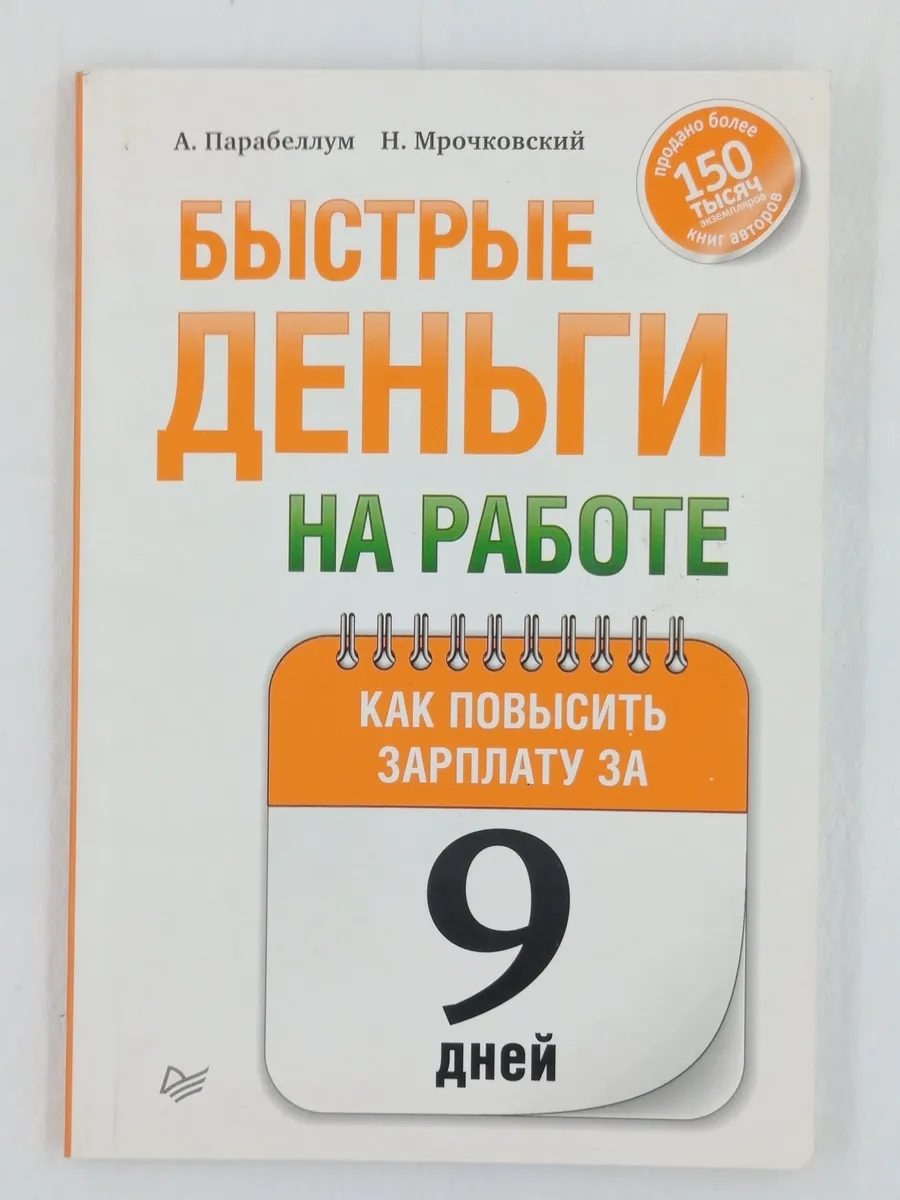 А. Парабеллум Н. Мрочковский
продано более
150
тысяч
экземпляров
книг авторов
БЫСТРЫЕ
ДЕНЬГИ
НА РАБОТЕ
КАК ПОВЫСИТЬ
ЗАРПЛАТУ ЗА
9
дней